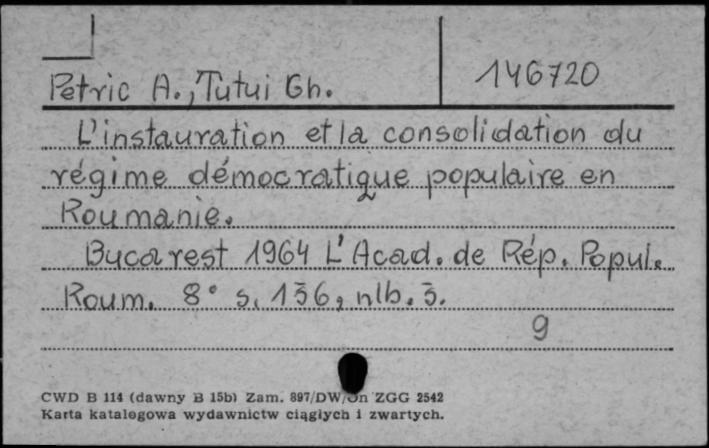 Petric A., Tutui Gh.
146720
L'instauration et la consolidation du
régime démocratique populaire en
Roumanie.
Bucarest 1964 L'Acad. de Rép. Popul.
Roum. 8° s. 136, nlb. 3.
9
CWD B 114 (dawny B 15b) Zam. 897/DW/On ZGG 2542
Karta katalogowa wydawnictw ciągłych i zwartych.